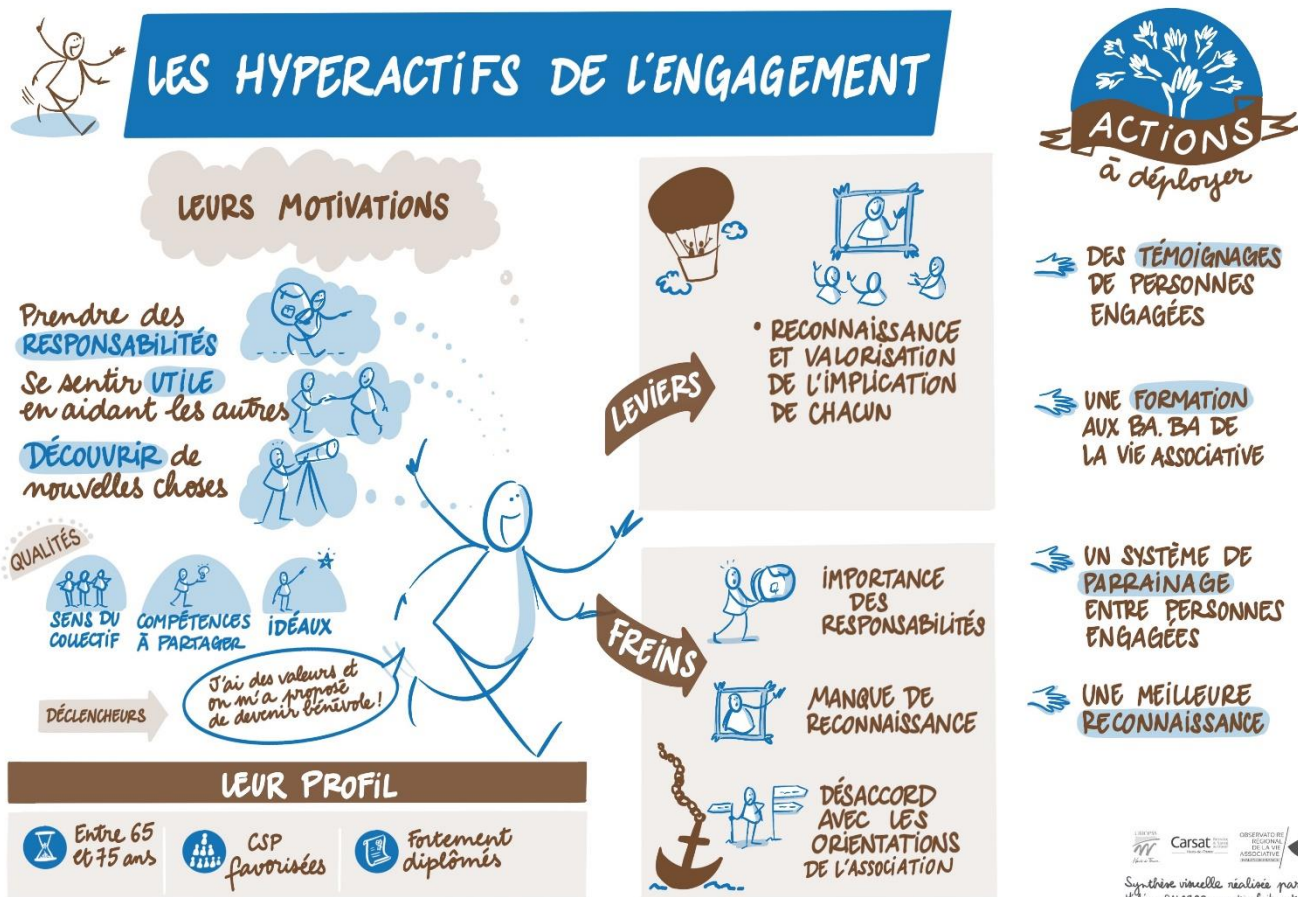 LES HYPERACTIFS DE L'ENGAGEMENT
LEURS MOTIVATIONS
Prendre des
RESPONSABILITÉS
Se sentir UTILE
en aidant les autres
DÉCOUVRIR de
nouvelles choses
QUALITÉS
SENS DU
COLLECTIF
COMPÉTENCES
À PARTAGER
IDÉAUX
DÉCLENCHEURS
J'ai des valeurs et
on m'a proposé
de devenir bénévole !
LEUR PROFIL
Entre 65
et 75 ans
CSP
favorisées
Fortement
diplômés
LEVIERS
• RECONNAISSANCE
ET VALORISATION
DE L'IMPLICATION
DE CHACUN
FREINS
IMPORTANCE
DES
RESPONSABILITÉS
MANQUE DE
RECONNAISSANCE
DÉSACCORD
AVEC LES
ORIENTATIONS
DE L'ASSOCIATION
ACTIONS
à déployer
DES TÉMOIGNAGES
DE PERSONNES
ENGAGÉES
UNE FORMATION
AUX BA.BA DE
LA VIE ASSOCIATIVE
UN SYSTÈME DE
PARRAINAGE
ENTRE PERSONNES
ENGAGÉES
UNE MEILLEURE
RECONNAISSANCE
Carsat
OBSERVATOIRE
RÉGIONAL
DE LA VIE
ASSOCIATIVE
Synthèse visuelle réalisée par